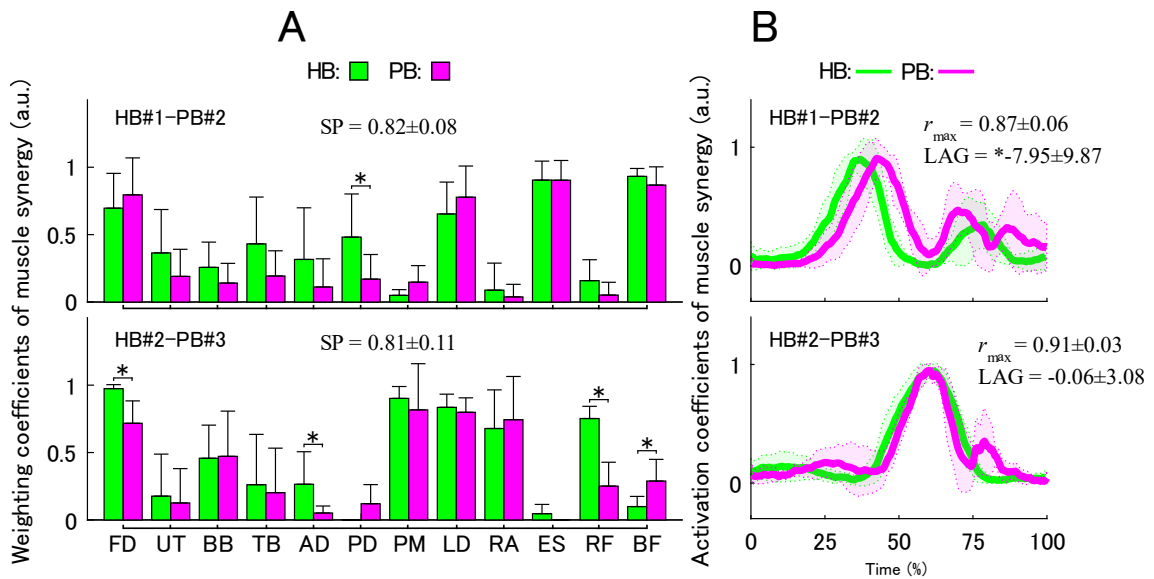 A
B
HB: PB:
HB: PB:
Weighting coefficients of muscle synergy (a.u.)
HB#1-PB#2
SP = 0.82±0.08
1
*
0.5
0
HB#2-PB#3
SP = 0.81±0.11
1
*
*
*
*
0.5
0
FD UT BB TB AD PD PM LD RA ES RF BF
Activation coefficients of muscle synergy (a.u.)
HB#1-PB#2
r max = 0.87±0.06
LAG = *-7.95±9.87
1
0
HB#2-PB#3
r max = 0.91±0.03
LAG = -0.06±3.08
1
0
0 25 50 75 100
Time (%)